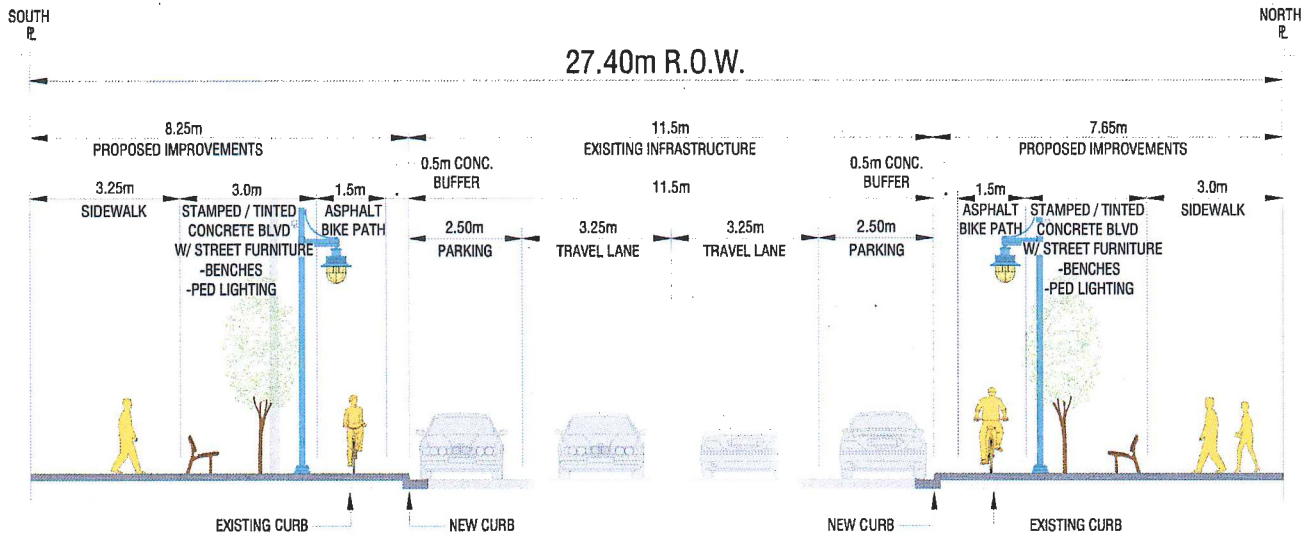 SOUTH
PL
NORTH
PL
27.40m R.O.W.
8.25m
PROPOSED IMPROVEMENTS
11.5m
EXISITING INFRASTRUCTURE
7.65m
PROPOSED IMPROVEMENTS
3.25m
SIDEWALK
3.0m
STAMPED / TINTED
CONCRETE BLVD
W/ STREET FURNITURE
-BENCHES
-PED LIGHTING
1.5m
ASPHALT
BIKE PATH
0.5m CONC.
BUFFER
11.5m
2.50m
PARKING
3.25m
TRAVEL LANE
3.25m
TRAVEL LANE
2.50m
PARKING
0.5m CONC.
BUFFER
1.5m
ASPHALT
BIKE PATH
STAMPED / TINTED
CONCRETE BLVD
W/ STREET FURNITURE
-BENCHES
-PED LIGHTING
3.0m
SIDEWALK
EXISTING CURB
NEW CURB
NEW CURB
EXISTING CURB